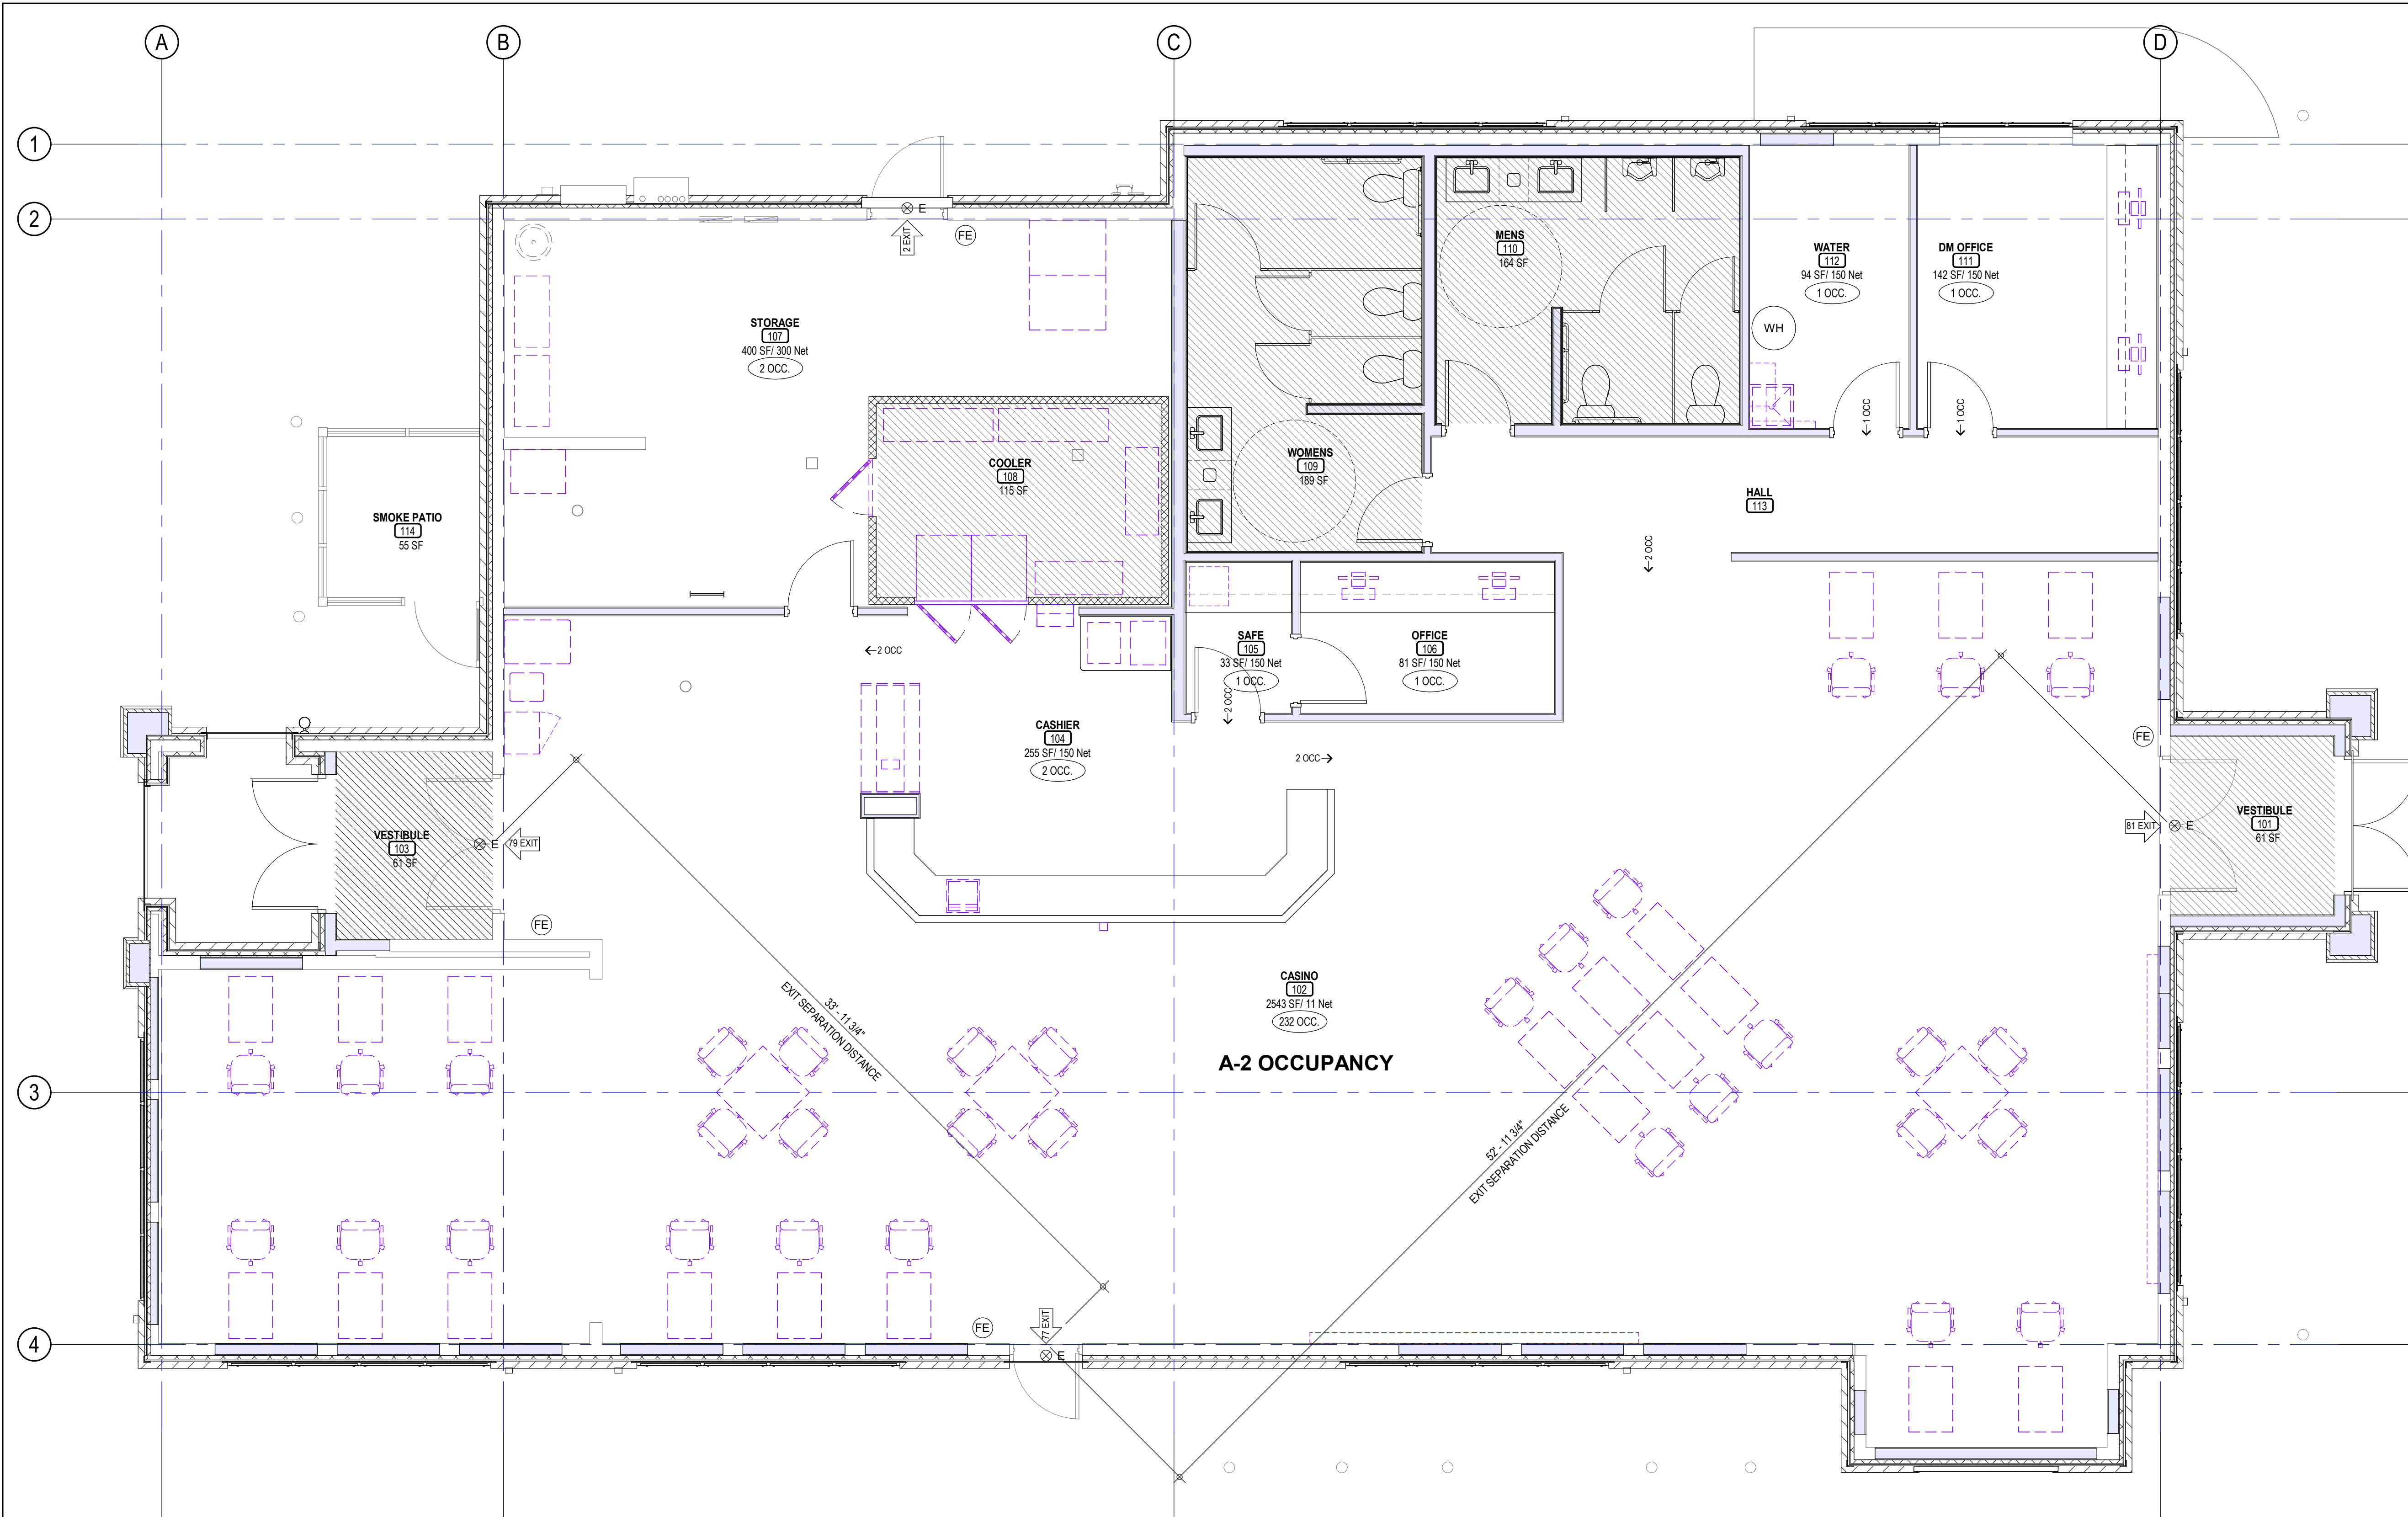 A
B
C
D
1
2
3
4
E
2 EXIT
FE
STORAGE
107
400 SF/ 300 Net
2 OCC.
MENS
110
164 SF
WATER
112
94 SF/ 150 Net
1 OCC.
DM OFFICE
111
142 SF/ 150 Net
1 OCC.
WH
1 OCC
1 OCC
COOLER
108
115 SF
WOMENS
109
189 SF
HALL
113
SMOKE PATIO
114
55 SF
2 OCC
2 OCC
SAFE
105
33 SF/ 150 Net
1 OCC.
OFFICE
106
81 SF/ 150 Net
1 OCC.
2 OCC
CASHIER
104
255 SF/ 150 Net
2 OCC.
2 OCC
FE
VESTIBULE
103
61 SF
E
79 EXIT
FE
81 EXIT
E
VESTIBULE
101
61 SF
33' - 11 3/4"
EXIT SEPARATION DISTANCE
CASINO
102
2543 SF/ 11 Net
232 OCC.
A-2 OCCUPANCY
52' - 11 3/4"
EXIT SEPARATION DISTANCE
FE
77 EXIT
E